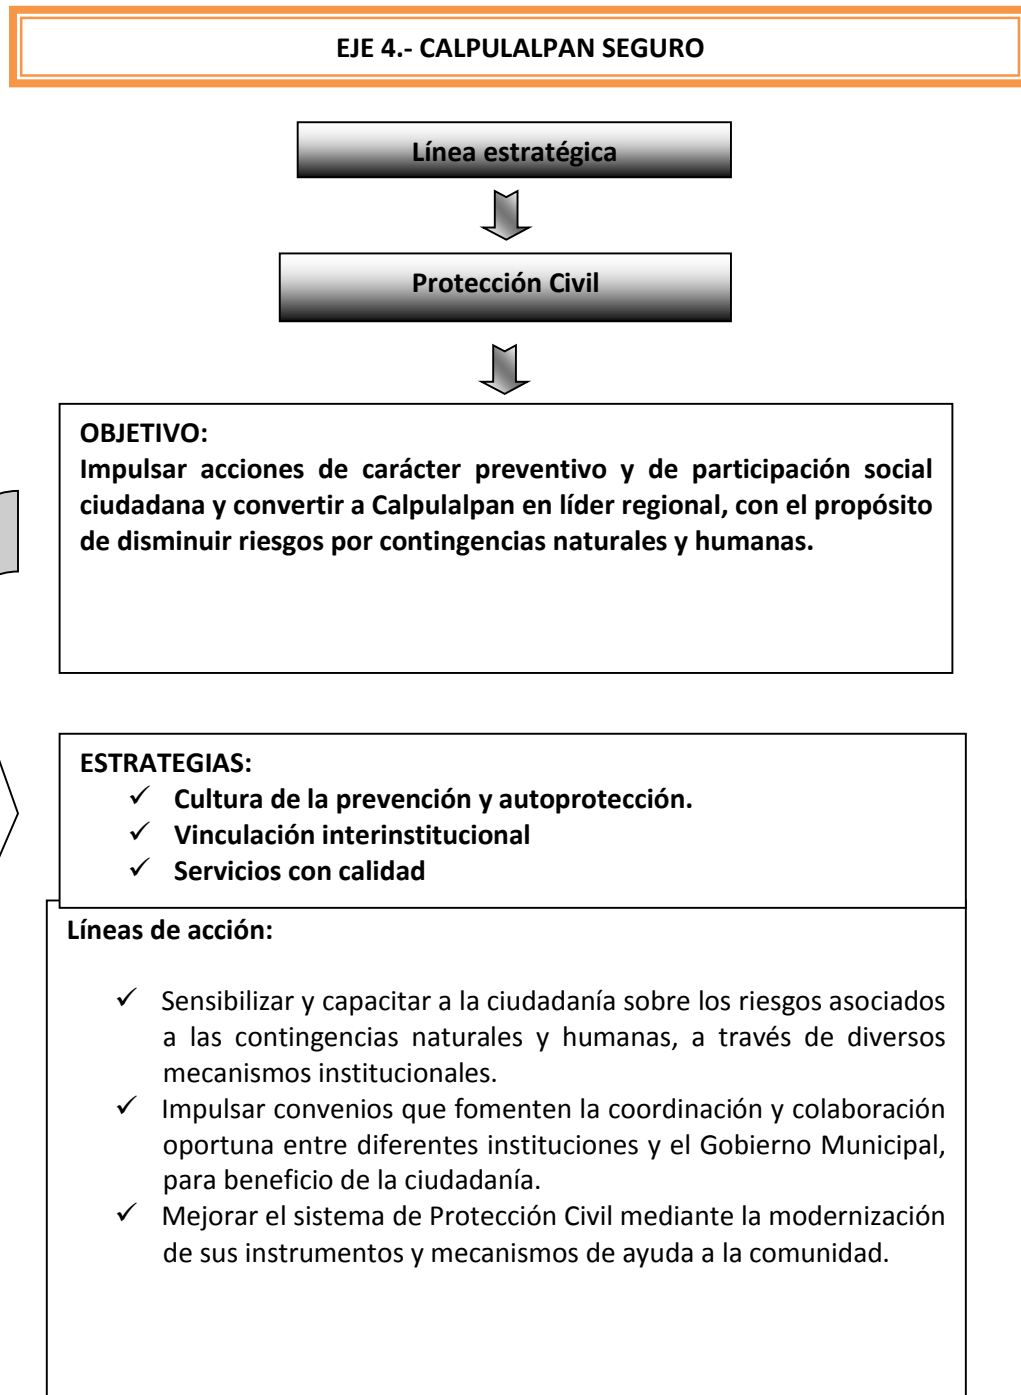 EJE 4.- CALPULALPAN SEGURO
Línea estratégica
Protección Civil
OBJETIVO:
Impulsar acciones de carácter preventivo y de participación social
ciudadana y convertir a Calpulalpan en líder regional, con el propósito
de disminuir riesgos por contingencias naturales y humanas.
ESTRATEGIAS:
✓ Cultura de la prevención y autoprotección.
✓ Vinculación interinstitucional
✓ Servicios con calidad
Líneas de acción:
✓ Sensibilizar y capacitar a la ciudadanía sobre los riesgos asociados
a las contingencias naturales y humanas, a través de diversos
mecanismos institucionales.
✓ Impulsar convenios que fomenten la coordinación y colaboración
oportuna entre diferentes instituciones y el Gobierno Municipal,
para beneficio de la ciudadanía.
✓ Mejorar el sistema de Protección Civil mediante la modernización
de sus instrumentos y mecanismos de ayuda a la comunidad.